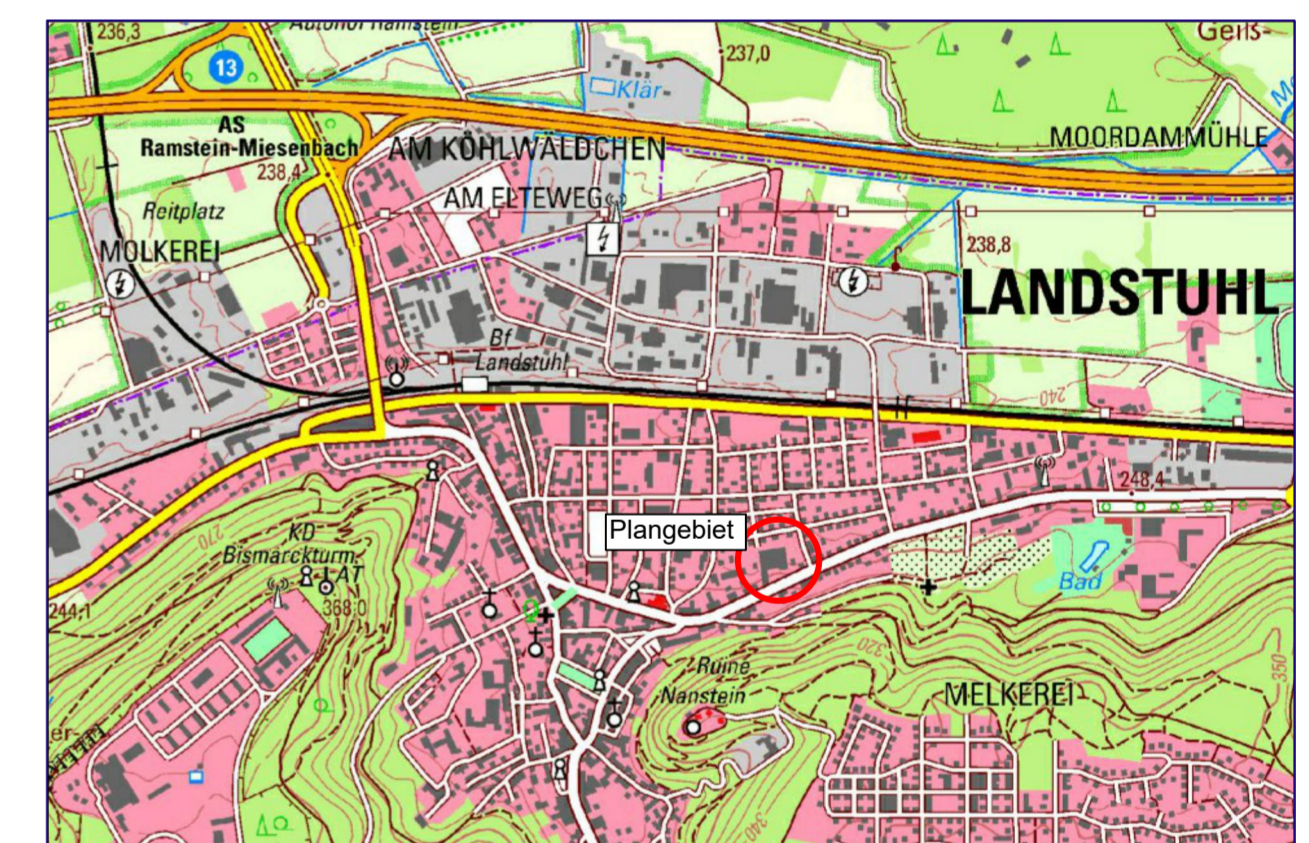 236,3
Autohof Ramstein
13
237,0
Geiß-
Klär-
AS
Ramstein-Miesenbach
238,4
AM KÖHLWÄLDCHEN
MOORDAMMÜHLE
AM ELTEWEG
Reitplatz
MOLKEREI
238,8
LANDSTUHL
Bf
Landstuhl
240
248,4
270
KD
Bismarckturm
AT
368,0
244,1
Plangebiet
Bad
320
350
Ruine
Nanstein
MELKEREI
er-
340